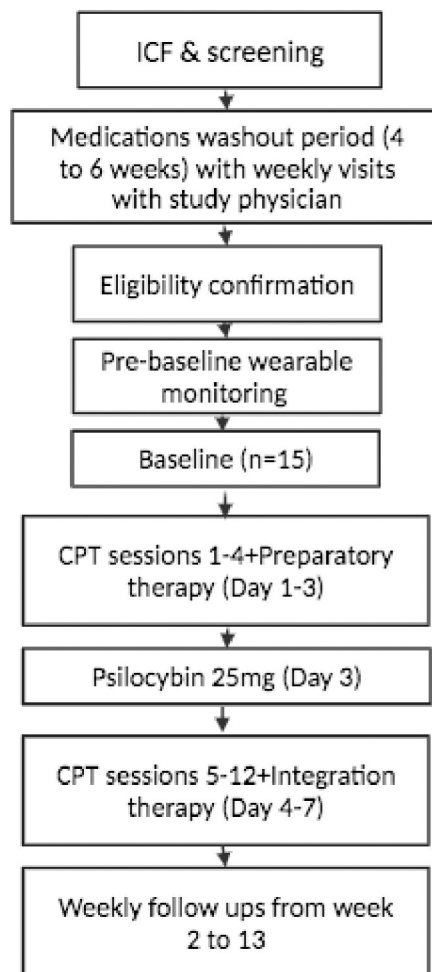 ICF & screening
Medications washout period (4
to 6 weeks) with weekly visits
with study physician
Eligibility confirmation
Pre-baseline wearable
monitoring
Baseline (n=15)
CPT sessions 1-4+Preparatory
therapy (Day 1-3)
Psilocybin 25mg (Day 3)
CPT sessions 5-12+Integration
therapy (Day 4-7)
Weekly follow ups from week
2 to 13